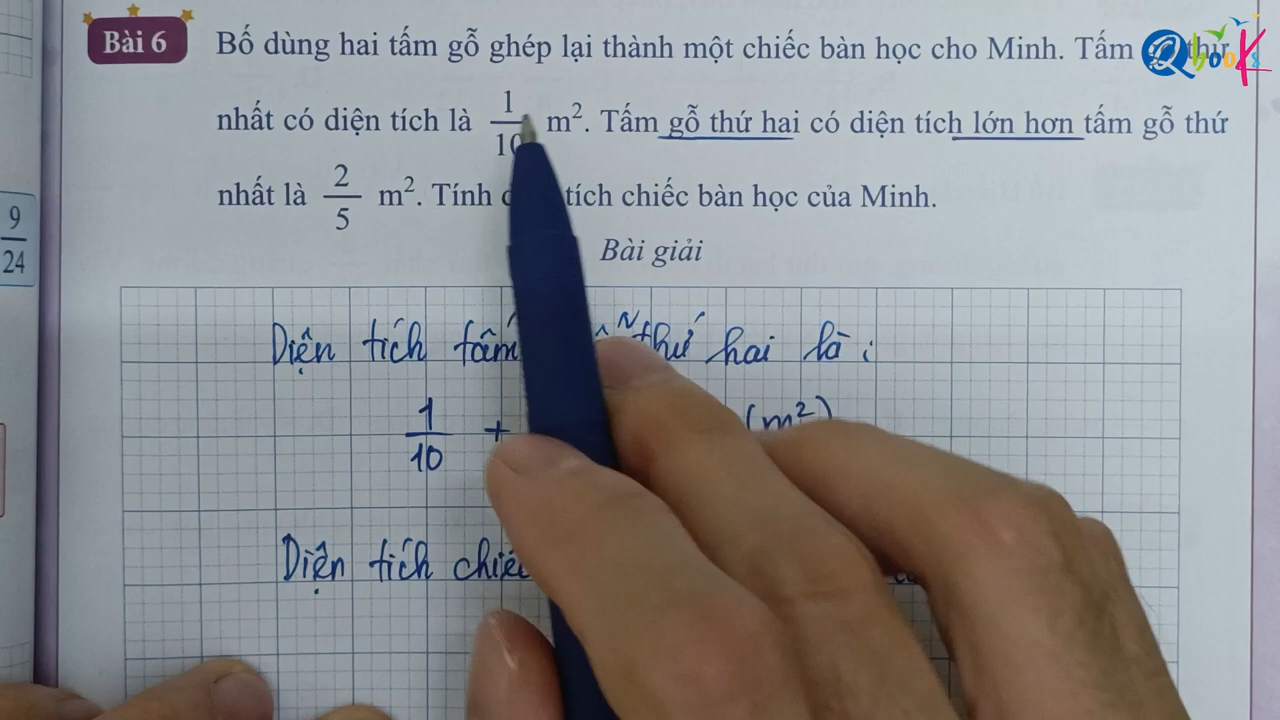 Bài 6 Bố dùng hai tấm gỗ ghép lại thành một chiếc bàn học cho Minh. Tấm thứ
Qbooks
nhất có diện tích là 1/10 m². Tấm gỗ thứ hai có diện tích lớn hơn tấm gỗ thứ
nhất là 2/5 m². Tính tích chiếc bàn học của Minh.
9/24
Bài giải
Diện tích tấm thứ hai là :
1/10 + (m²)
Diện tích